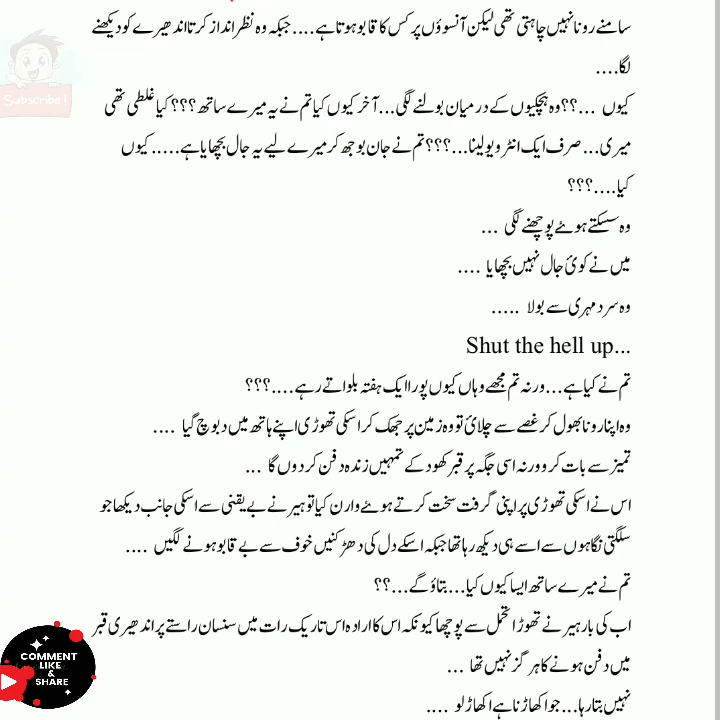 سامنے رونا نہیں چاہتی تھی لیکن آنسوؤں پر کس کا قابو ہوتا ہے.... جبکہ وہ نظر انداز کرتا اندھیرے کو دیکھنے
لگا....
کیوں ...؟؟ وہ ہچکیوں کے درمیان بولنے لگی... آخر کیوں کیا تم نے یہ میرے ساتھ ؟؟؟ کیا غلطی تھی
میری... صرف ایک انٹرویو لینا...؟؟؟ تم نے جان بوجھ کر میرے لیے یہ جال بچھایا ہے..... کیوں
کیا....؟؟؟
وہ سسکتے ہوئے پوچھنے لگی ...
میں نے کوئ جال نہیں بچھایا ....
وہ سرد مہری سے بولا .....
Shut the hell up...
تم نے کیا ہے... ورنہ تم مجھے وہاں کیوں پورا ایک ہفتہ بلواتے رہے....؟؟؟
وہ اپنا رونا بھول کر غصے سے چلائ تو وہ زمین پر جھک کر اسکی تھوڑی اپنے ہاتھ میں دبوچ گیا ....
تمیز سے بات کرو ورنہ اسی جگہ پر قبر کھود کے تمہیں زندہ دفن کر دوں گا ...
اس نے اسکی تھوڑی پر اپنی گرفت سخت کرتے ہوئے وارن کیا تو ہیر نے بے یقنی سے اسکی جانب دیکھا جو
سلگتی نگاہوں سے اسے ہی دیکھ رہا تھا جبکہ اسکے دل کی دھڑکنیں خوف سے بے قابو ہونے لگیں ....
تم نے میرے ساتھ ایسا کیوں کیا... بتاؤ گے...؟؟
اب کی بار ہیر نے تھوڑا تحمل سے پوچھا کیونکہ اس کا ارادہ اس تاریک رات میں سنسان راستے پر اندھیری قبر
میں دفن ہونے کا ہر گز نہیں تھا ...
نہیں بتا رہا... جو اکھاڑنا ہے اکھاڑ لو ....
Subscribe!
COMMENT
LIKE
&
SHARE